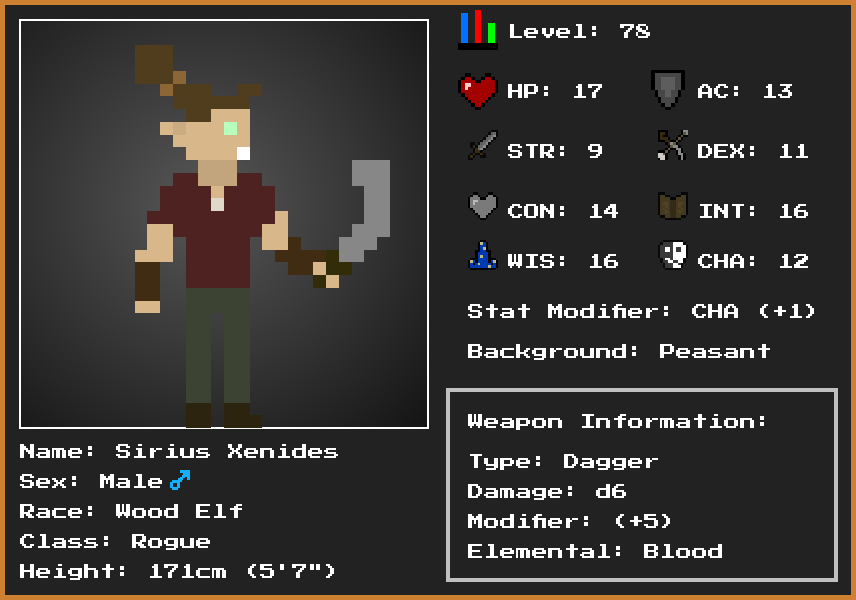 Level: 78
HP: 17 AC: 13
STR: 9 DEX: 11
CON: 14 INT: 16
WIS: 16 CHA: 12
Stat Modifier: CHA (+1)
Background: Peasant
Weapon Information:
Type: Dagger
Damage: d6
Modifier: (+5)
Elemental: Blood
Name: Sirius Xenides
Sex: Male ♂
Race: Wood Elf
Class: Rogue
Height: 171cm (5'7")